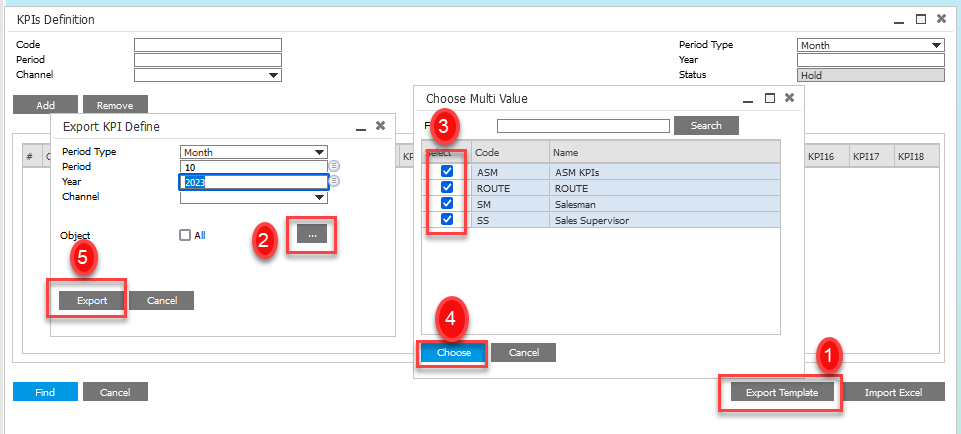 KPIs Definition
Code
Period
Channel
Period Type Month
Year
Status Hold
Add Remove
# KPI16 KPI17 KPI18
Export KPI Define
Period Type Month
Period 10
Year 2023
Channel
Object All ...
2
5
Export Cancel
Choose Multi Value
3
Search
Select Code Name
ASM ASM KPIs
ROUTE ROUTE
SM Salesman
SS Sales Supervisor
4
Choose Cancel
1
Find Cancel
Export Template Import Excel